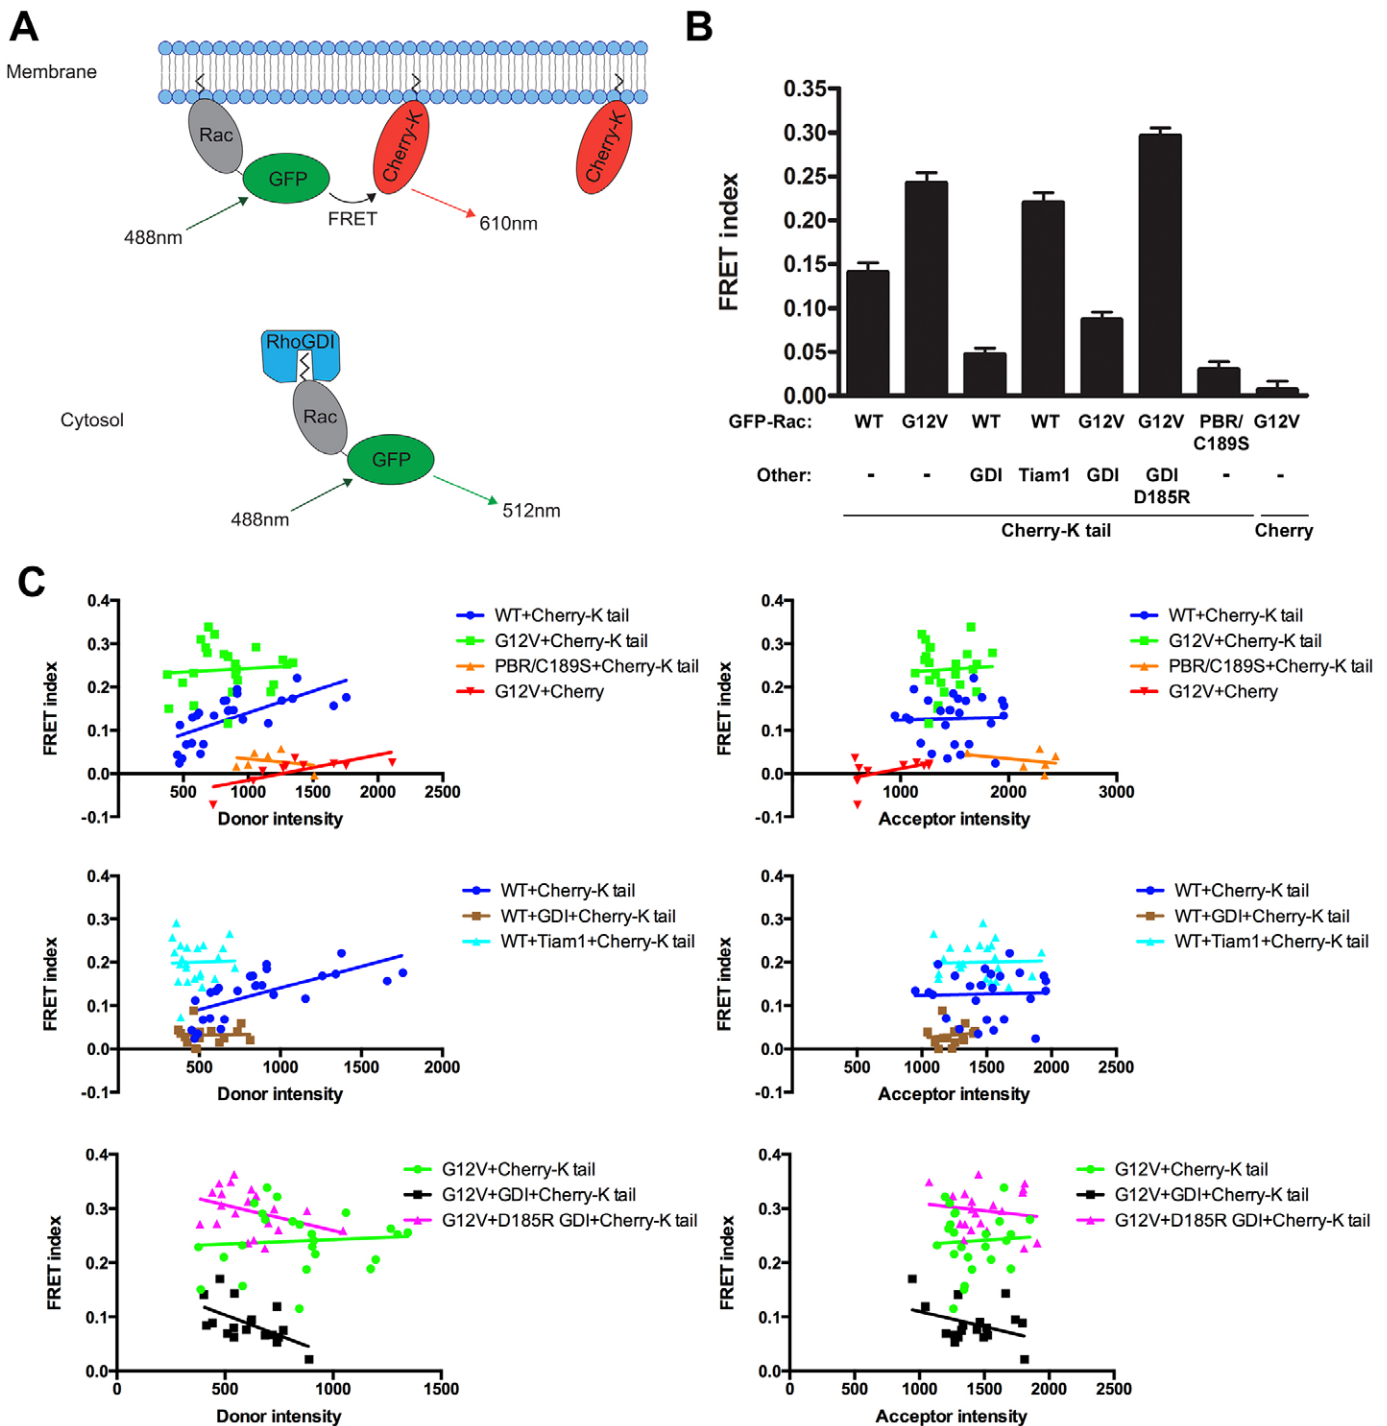 A
Membrane
Rac
GFP
Cherry-K
Cherry-K
FRET
488nm
610nm
RhoGDI
Rac
Cytosol
GFP
488nm
512nm
B
FRET index
0.35
0.30
0.25
0.20
0.15
0.10
0.05
0.00
GFP-Rac: WT G12V WT WT G12V G12V PBR/ G12V
C189S
Other: - - GDI Tiam1 GDI GDI - -
D185R
Cherry-K tail Cherry
C
FRET index
0.4
0.3
0.2
0.1
0.0
-0.1
500 1000 1500 2000 2500
Donor intensity
WT+Cherry-K tail
G12V+Cherry-K tail
PBR/C189S+Cherry-K tail
G12V+Cherry
FRET index
0.4
0.3
0.2
0.1
0.0
-0.1
1000 2000 3000
Acceptor intensity
WT+Cherry-K tail
G12V+Cherry-K tail
PBR/C189S+Cherry-K tail
G12V+Cherry
FRET index
0.4
0.3
0.2
0.1
0.0
-0.1
500 1000 1500 2000
Donor intensity
WT+Cherry-K tail
WT+GDI+Cherry-K tail
WT+Tiam1+Cherry-K tail
FRET index
0.4
0.3
0.2
0.1
0.0
-0.1
500 1000 1500 2000 2500
Acceptor intensity
WT+Cherry-K tail
WT+GDI+Cherry-K tail
WT+Tiam1+Cherry-K tail
FRET index
0.4
0.3
0.2
0.1
0.0
0 500 1000 1500
Donor intensity
G12V+Cherry-K tail
G12V+GDI+Cherry-K tail
G12V+D185R GDI+Cherry-K tail
FRET index
0.4
0.3
0.2
0.1
0.0
0 500 1000 1500 2000 2500
Acceptor intensity
G12V+Cherry-K tail
G12V+GDI+Cherry-K tail
G12V+D185R GDI+Cherry-K tail